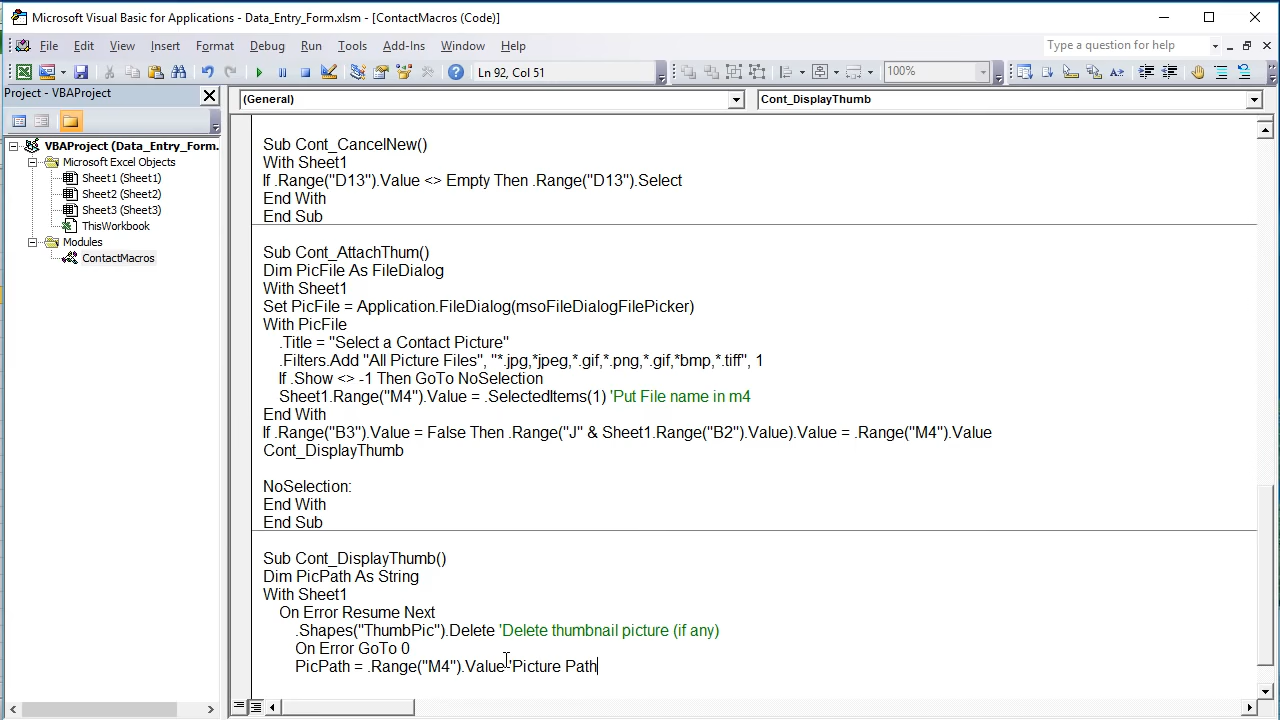 Microsoft Visual Basic for Applications - Data_Entry_Form.xlsm - [ContactMacros (Code)]
File Edit View Insert Format Debug Run Tools Add-Ins Window Help
Type a question for help
Ln 92, Col 51
100%
Project - VBAProject
(General)
Cont_DisplayThumb
VBAProject (Data_Entry_Form.
Microsoft Excel Objects
Sheet1 (Sheet1)
Sheet2 (Sheet2)
Sheet3 (Sheet3)
ThisWorkbook
Modules
ContactMacros
Sub Cont_CancelNew()
With Sheet1
If .Range("D13").Value <> Empty Then .Range("D13").Select
End With
End Sub
Sub Cont_AttachThum()
Dim PicFile As FileDialog
With Sheet1
Set PicFile = Application.FileDialog(msoFileDialogFilePicker)
With PicFile
.Title = "Select a Contact Picture"
.Filters.Add "All Picture Files", "*.jpg,*jpeg,*.gif,*.png,*.gif,*bmp,*.tiff", 1
If .Show <> -1 Then GoTo NoSelection
Sheet1.Range("M4").Value = .SelectedItems(1) 'Put File name in m4
End With
If .Range("B3").Value = False Then .Range("J" & Sheet1.Range("B2").Value).Value = .Range("M4").Value
Cont_DisplayThumb
NoSelection:
End With
End Sub
Sub Cont_DisplayThumb()
Dim PicPath As String
With Sheet1
On Error Resume Next
.Shapes("ThumbPic").Delete 'Delete thumbnail picture (if any)
On Error GoTo 0
PicPath = .Range("M4").Value 'Picture Path